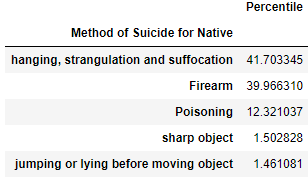 Percentile
Method of Suicide for Native
hanging, strangulation and suffocation 41.703345
Firearm 39.966310
Poisoning 12.321037
sharp object 1.502828
jumping or lying before moving object 1.461081